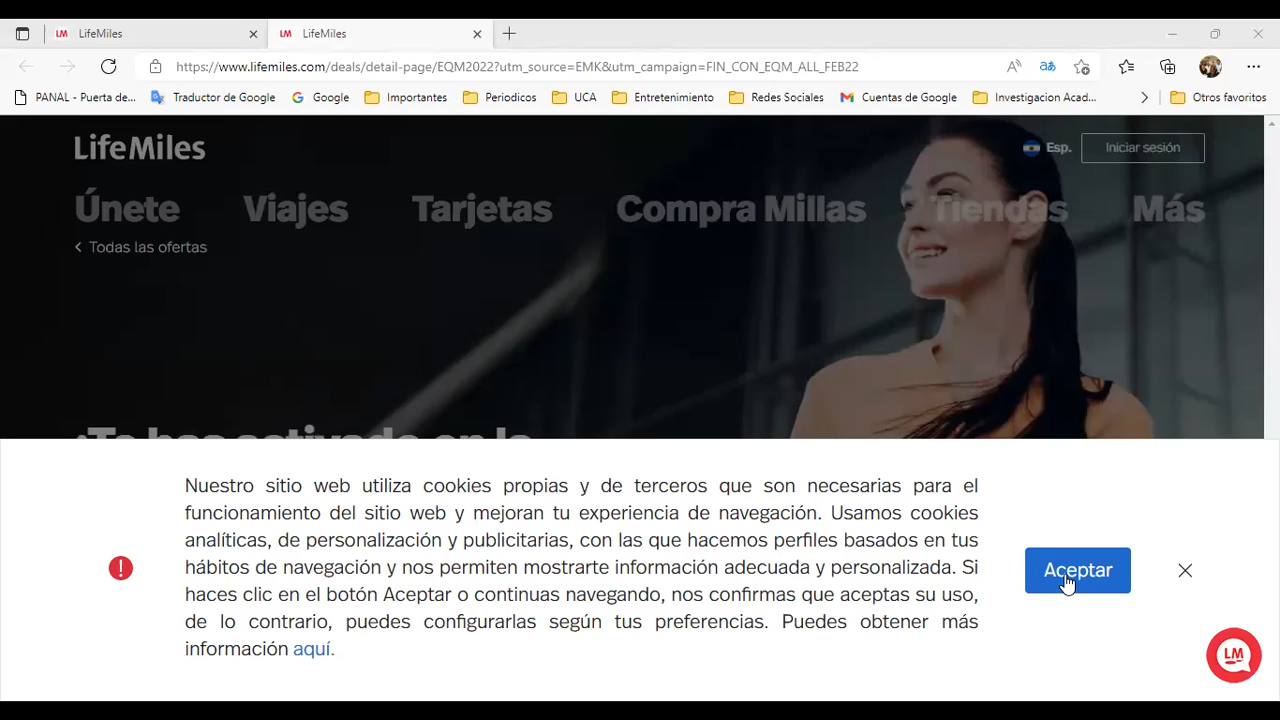 LifeMiles
LifeMiles
https://www.lifemiles.com/deals/detail-page/EQM2022?utm_source=EMK&utm_campaign=FIN_CON_EQM_ALL_FEB22
PANAL - Puerta de... Traductor de Google Google Importantes Periodicos UCA Entretenimiento Redes Sociales Cuentas de Google Investigacion Acad... Otros favoritos
LifeMiles Esp. Iniciar sesión
Únete Viajes Tarjetas Compra Millas Tiendas Más
Todas las ofertas
Nuestro sitio web utiliza cookies propias y de terceros que son necesarias para el
funcionamiento del sitio web y mejoran tu experiencia de navegación. Usamos cookies
analíticas, de personalización y publicitarias, con las que hacemos perfiles basados en tus
hábitos de navegación y nos permiten mostrarte información adecuada y personalizada. Si
haces clic en el botón Aceptar o continuas navegando, nos confirmas que aceptas su uso,
de lo contrario, puedes configurarlas según tus preferencias. Puedes obtener más
información aquí.
Aceptar
LM